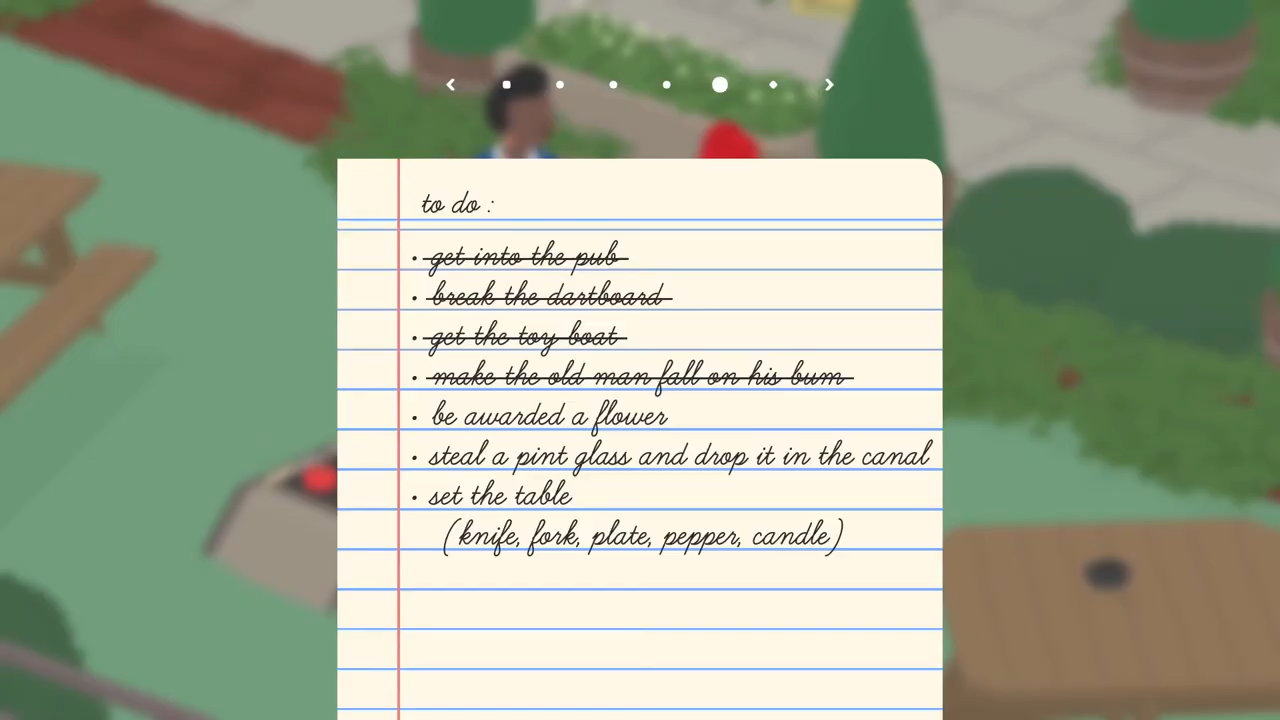 to do :
• get into the pub
• break the dartboard
• get the toy boat
• make the old man fall on his bum
• be awarded a flower
• steal a pint glass and drop it in the canal
• set the table
(knife, fork, plate, pepper, candle)